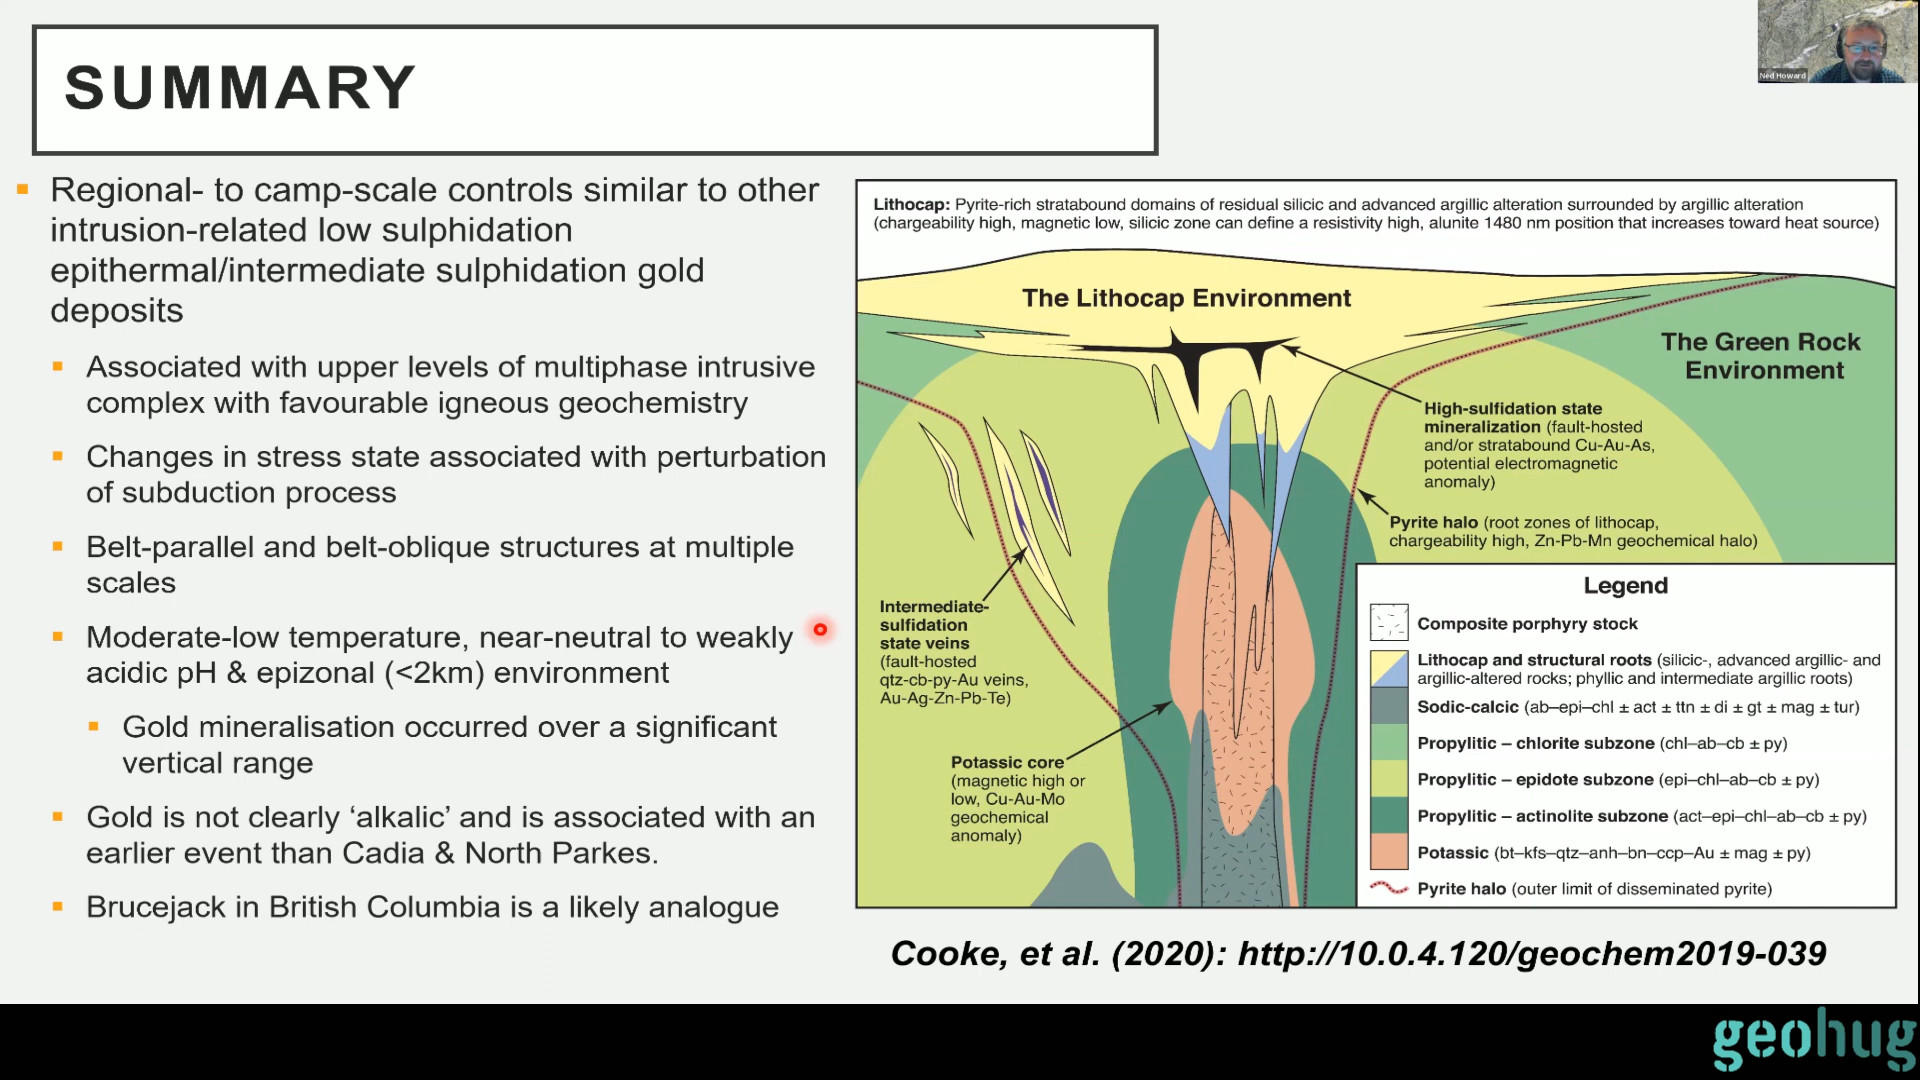 SUMMARY
Ned Howard
Regional- to camp-scale controls similar to other
intrusion-related low sulphidation
epithermal/intermediate sulphidation gold
deposits
Associated with upper levels of multiphase intrusive
complex with favourable igneous geochemistry
Changes in stress state associated with perturbation
of subduction process
Belt-parallel and belt-oblique structures at multiple
scales
Moderate-low temperature, near-neutral to weakly
acidic pH & epizonal (<2km) environment
Gold mineralisation occurred over a significant
vertical range
Gold is not clearly ‘alkalic’ and is associated with an
earlier event than Cadia & North Parkes.
Brucejack in British Columbia is a likely analogue
Lithocap: Pyrite-rich stratabound domains of residual silicic and advanced argillic alteration surrounded by argillic alteration
(chargeability high, magnetic low, silicic zone can define a resistivity high, alunite 1480 nm position that increases toward heat source)
The Lithocap Environment
The Green Rock
Environment
High-sulfidation state
mineralization (fault-hosted
and/or stratabound Cu-Au-As,
potential electromagnetic
anomaly)
Pyrite halo (root zones of lithocap,
chargeability high, Zn-Pb-Mn geochemical halo)
Intermediate-
sulfidation
state veins
(fault-hosted
qtz-cb-py-Au veins,
Au-Ag-Zn-Pb-Te)
Potassic core
(magnetic high or
low, Cu-Au-Mo
geochemical
anomaly)
Legend
Composite porphyry stock
Lithocap and structural roots (silicic-, advanced argillic- and
argillic-altered rocks; phyllic and intermediate argillic roots)
Sodic-calcic (ab–epi–chl ± act ± ttn ± di ± gt ± mag ± tur)
Propylitic – chlorite subzone (chl–ab–cb ± py)
Propylitic – epidote subzone (epi–chl–ab–cb ± py)
Propylitic – actinolite subzone (act–epi–chl–ab–cb ± py)
Potassic (bt–kfs–qtz–anh–bn–ccp–Au ± mag ± py)
Pyrite halo (outer limit of disseminated pyrite)
Cooke, et al. (2020): http://10.0.4.120/geochem2019-039
geohug